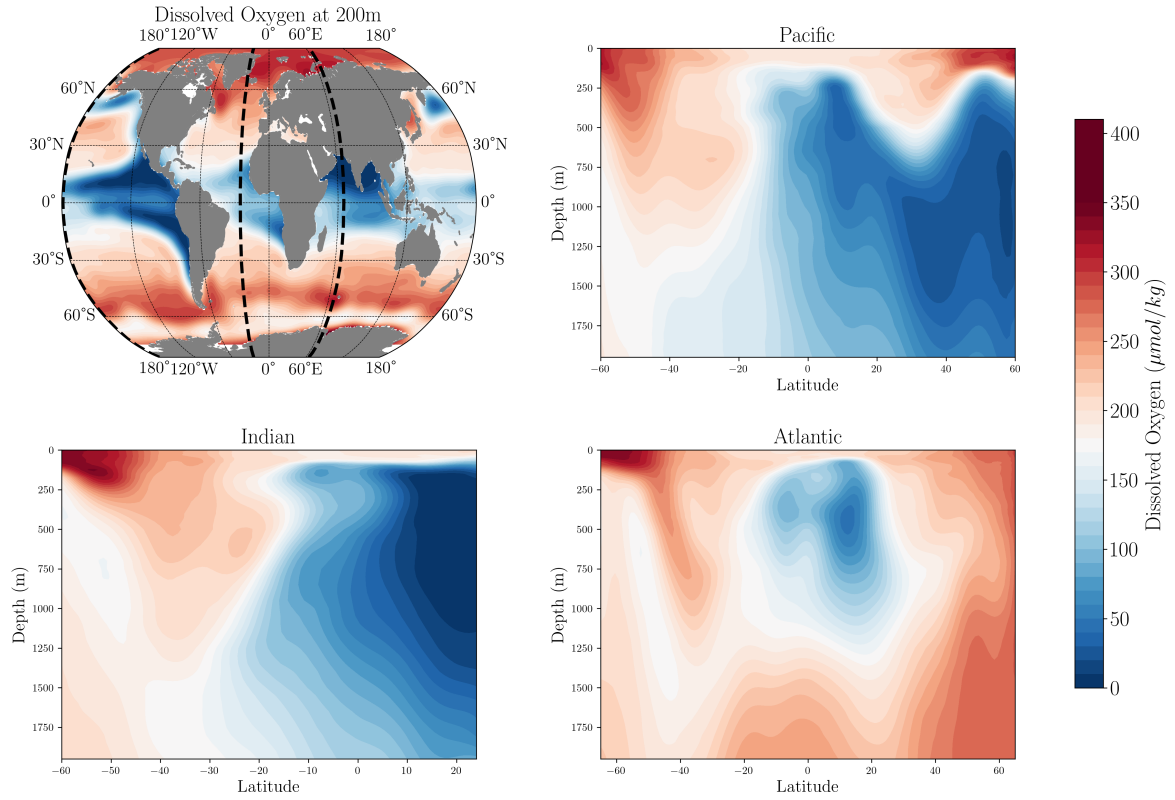 Dissolved Oxygen at 200m
180°120°W 0° 60°E 180°
60°N 60°N
30°N 30°N
0° 0°
30°S 30°S
60°S 60°S
180°120°W 0° 60°E 180°
Pacific
0
250
500
750
1000
1250
1500
1750
Depth (m)
−60 −40 −20 0 20 40 60
Latitude
Indian
0
250
500
750
1000
1250
1500
1750
Depth (m)
−60 −50 −40 −30 −20 −10 0 10 20
Latitude
Atlantic
0
250
500
750
1000
1250
1500
1750
Depth (m)
−60 −40 −20 0 20 40 60
Latitude
400
350
300
250
200
150
100
50
0
Dissolved Oxygen (μmol/kg)